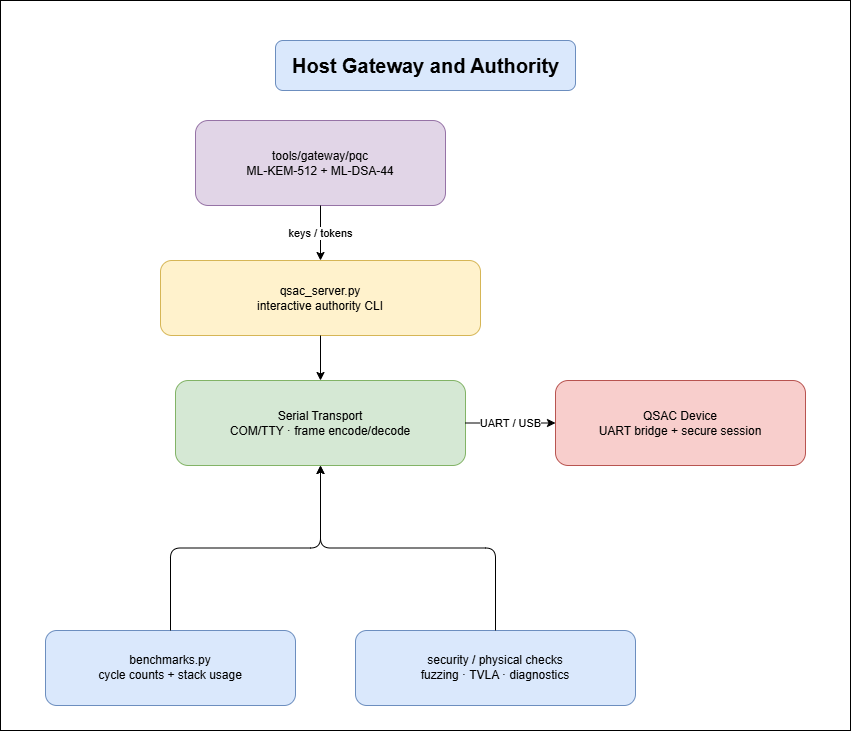 Host Gateway and Authority
tools/gateway/pqc
ML-KEM-512 + ML-DSA-44
keys / tokens
qsac_server.py
interactive authority CLI
Serial Transport
COM/TTY · frame encode/decode
UART / USB
QSAC Device
UART bridge + secure session
benchmarks.py
cycle counts + stack usage
security / physical checks
fuzzing · TVLA · diagnostics